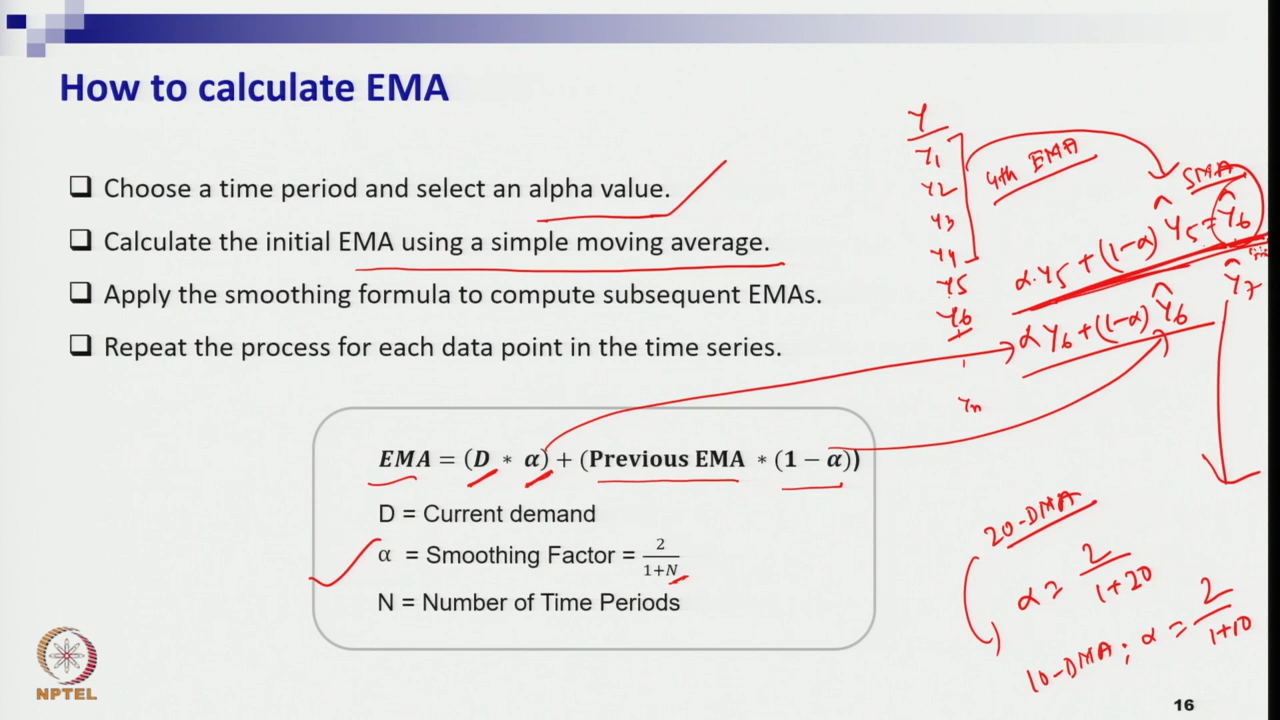 How to calculate EMA
❑ Choose a time period and select an alpha value.
❑ Calculate the initial EMA using a simple moving average.
❑ Apply the smoothing formula to compute subsequent EMAs.
❑ Repeat the process for each data point in the time series.
EMA = (D * α) + (Previous EMA * (1 − α))
D = Current demand
α = Smoothing Factor = 2/(1+N)
N = Number of Time Periods
Y
Y1
Y2
Y3
Y4
Y5
Y6
Yn
4th EMA
SMA
α.Y5 + (1-α) Ŷ5 = Ŷ6
Ŷ7
α Y6 + (1-α) Ŷ6
20-DMA
α = 2/(1+20)
10-DMA; α = 2/(1+10)
NPTEL
16